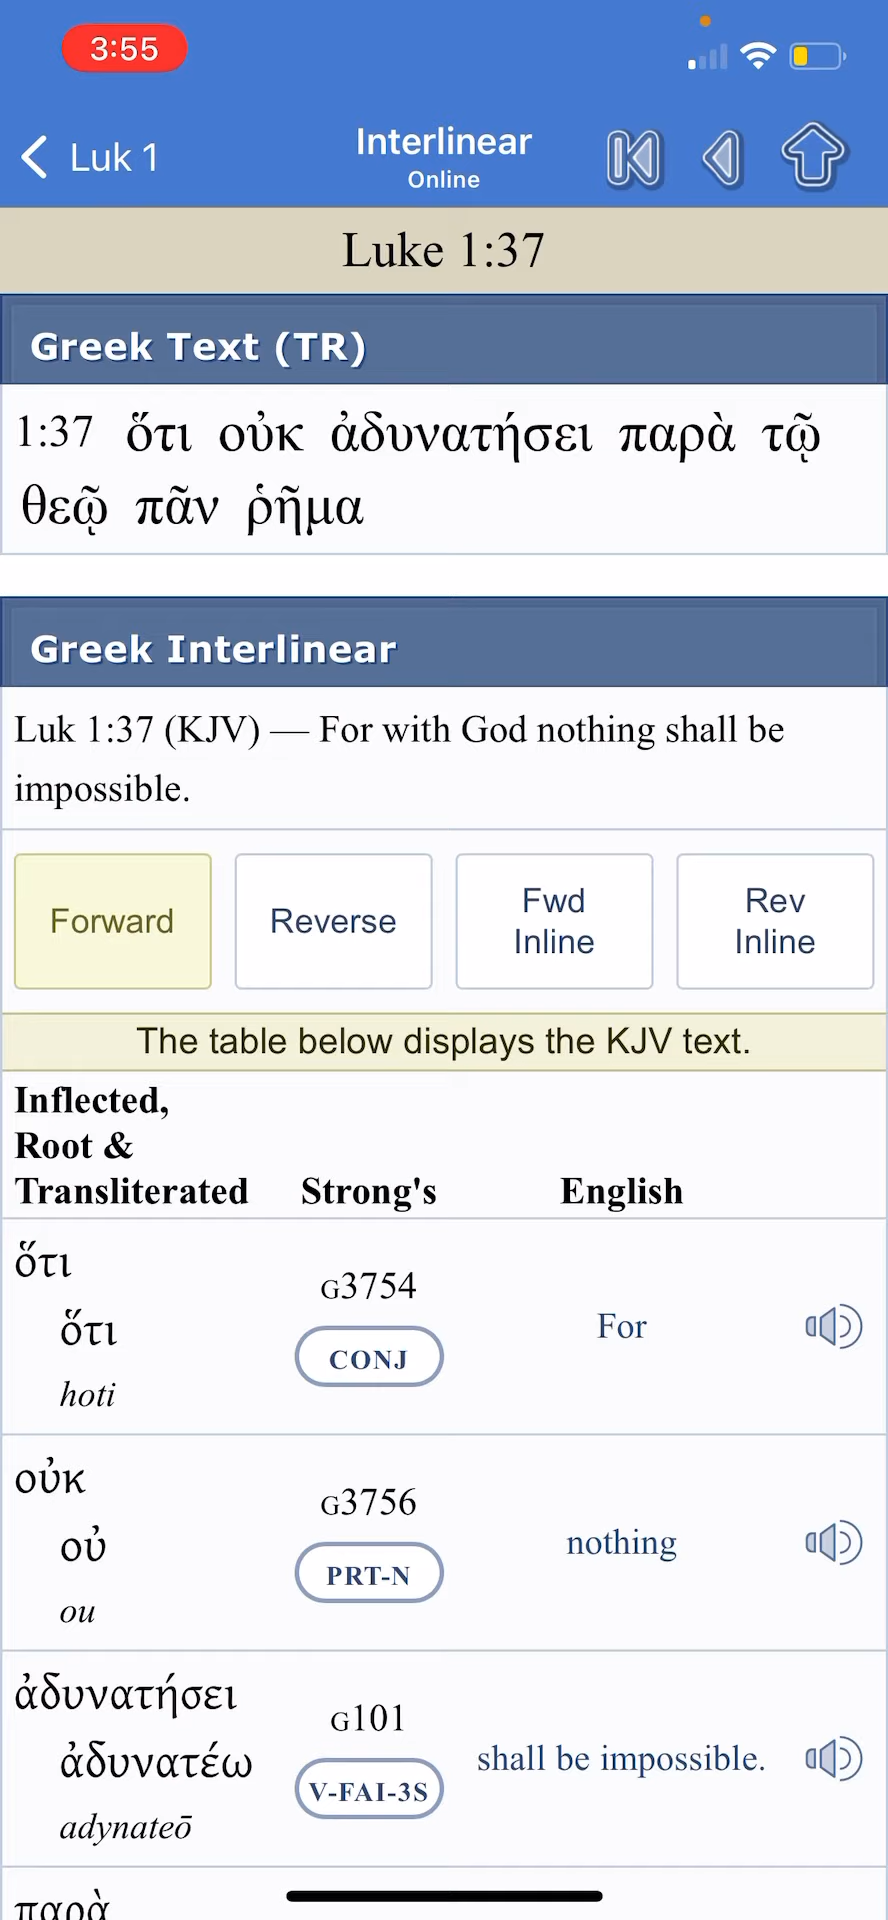 3:55
Luk 1
Interlinear
Online
Luke 1:37
Greek Text (TR)
1:37 ὅτι οὐκ ἀδυνατήσει παρὰ τῷ
θεῷ πᾶν ῥῆμα
Greek Interlinear
Luk 1:37 (KJV) — For with God nothing shall be
impossible.
Forward
Reverse
Fwd
Inline
Rev
Inline
The table below displays the KJV text.
Inflected,
Root &
Transliterated
Strong's
English
ὅτι
ὅτι
hoti
G3754
CONJ
For
οὐκ
οὐ
ou
G3756
PRT-N
nothing
ἀδυνατήσει
ἀδυνατέω
adynateō
G101
V-FAI-3S
shall be impossible.
παρὰ